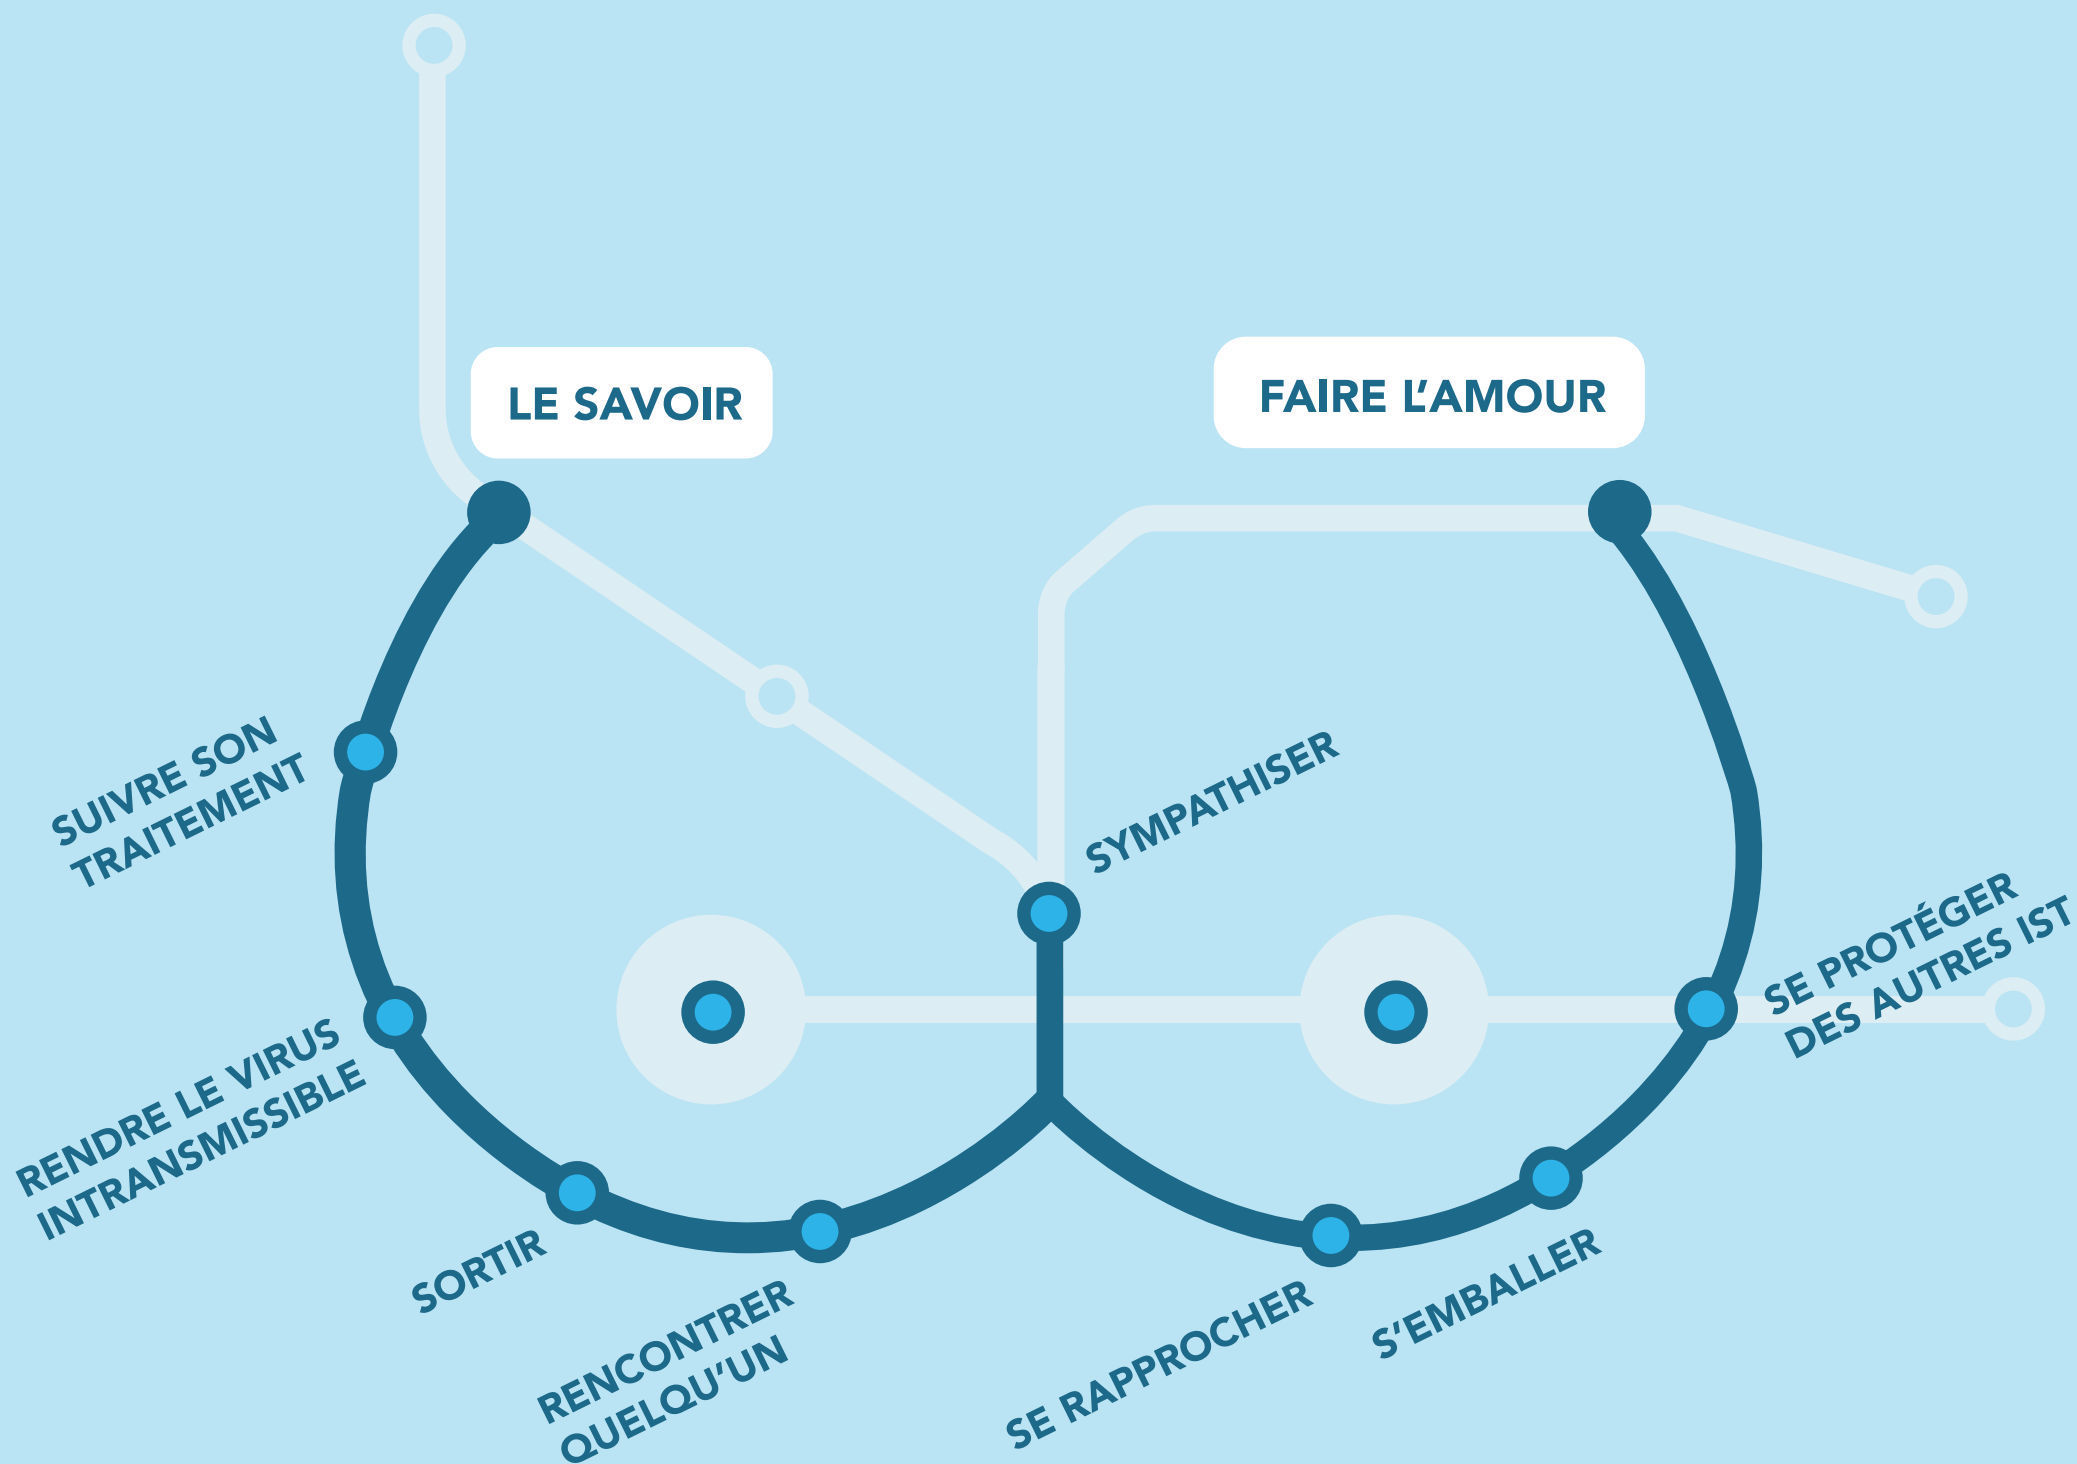 LE SAVOIR
FAIRE L’AMOUR
SUIVRE SON
TRAITEMENT
RENDRE LE VIRUS
INTRANSMISSIBLE
SORTIR
RENCONTRER
QUELQU’UN
SYMPATHISER
SE RAPPROCHER
S’EMBALLER
SE PROTÉGER
DES AUTRES IST